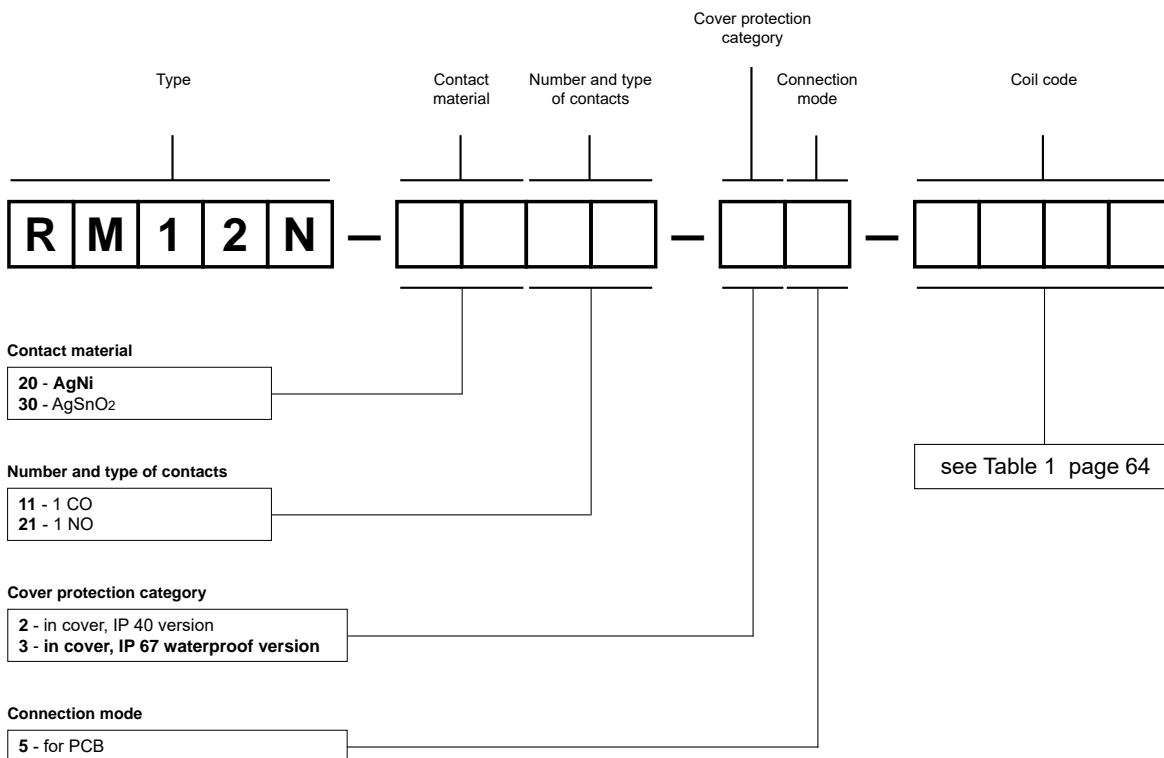 Cover protection
category
Type
Contact
material
Number and type
of contacts
Connection
mode
Coil code
R M 1 2 N – – –
Contact material
20 - AgNi
30 - AgSnO2
Number and type of contacts
11 - 1 CO
21 - 1 NO
see Table 1 page 64
Cover protection category
2 - in cover, IP 40 version
3 - in cover, IP 67 waterproof version
Connection mode
5 - for PCB